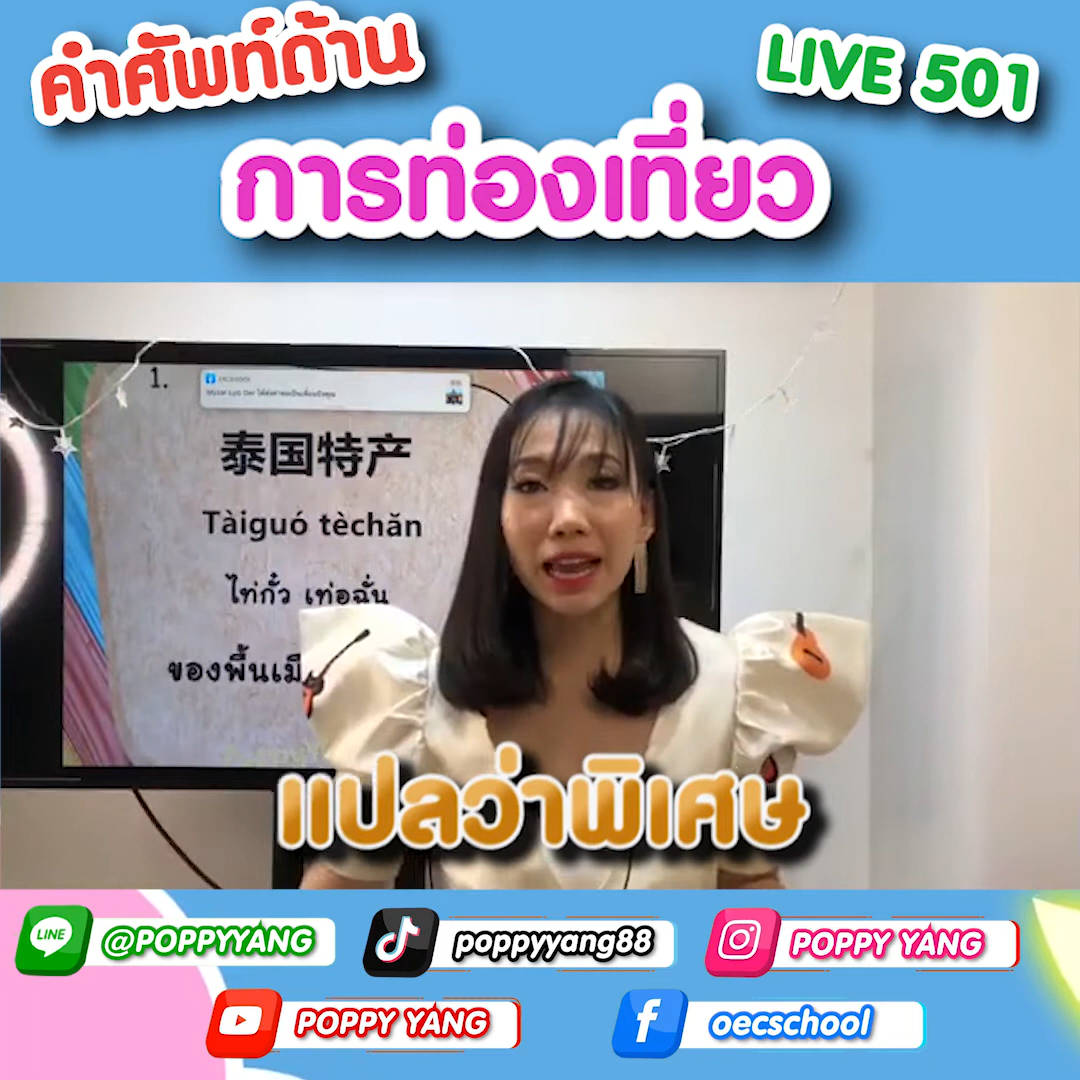 คำศัพท์ด้าน
LIVE 501
การท่องเที่ยว
1.
泰国特产
Tàiguó tèchăn
ไท่กั๋ว เท่อฉั่น
ของพื้นเมื
แปลว่าพิเศษ
LINE
@POPPYYANG
poppyyang88
POPPY YANG
POPPY YANG
oecschool